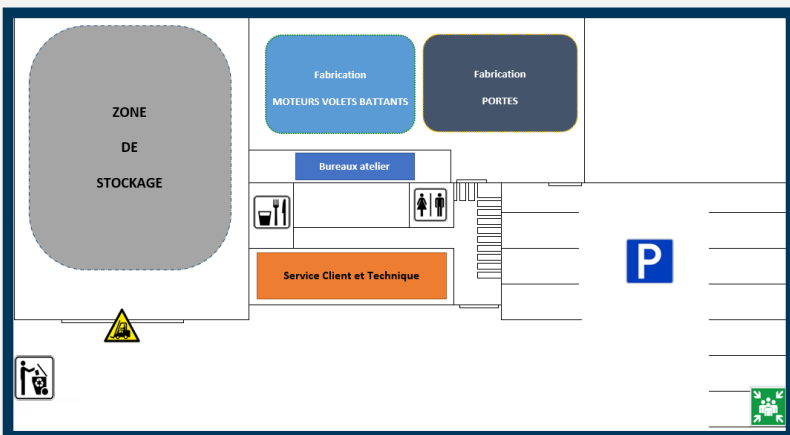 ZONE
DE
STOCKAGE
Fabrication
MOTEURS VOLETS BATTANTS
Fabrication
PORTES
Bureaux atelier
Service Client et Technique
P